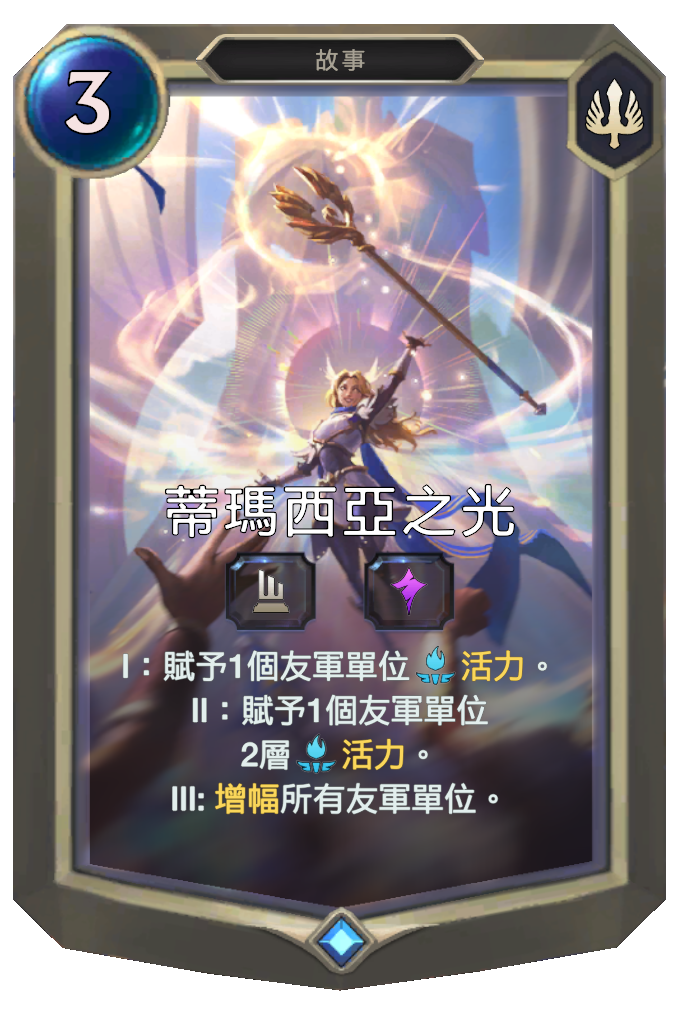 3
故事
蒂瑪西亞之光
I：賦予1個友軍單位 活力。
II：賦予1個友軍單位
2層 活力。
III: 增幅所有友軍單位。